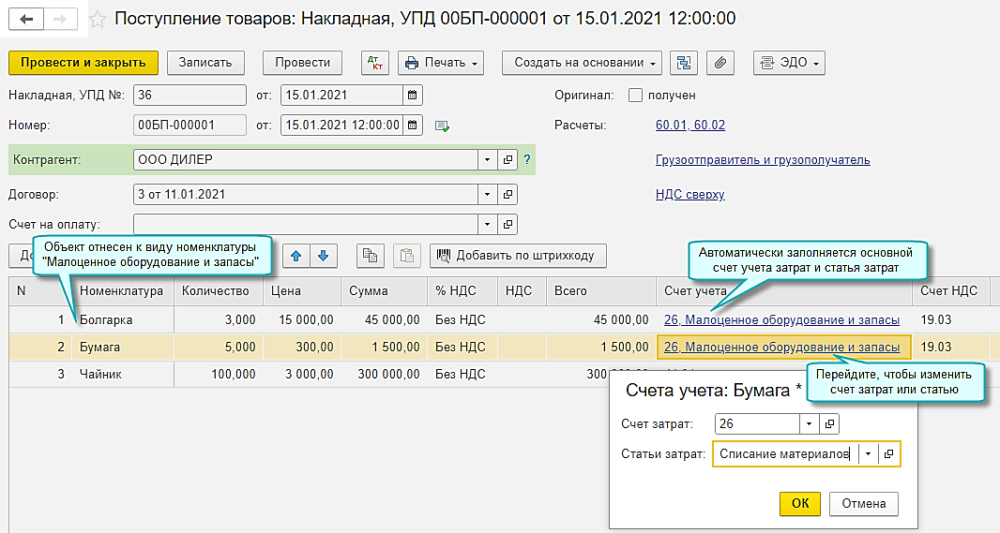 Поступление товаров: Накладная, УПД 00БП-000001 от 15.01.2021 12:00:00
Провести и закрыть Записать Провести Дт Кт Печать Создать на основании ЭДО
Накладная, УПД №: 36 от: 15.01.2021 Оригинал: получен
Номер: 00БП-000001 от: 15.01.2021 12:00:00 Расчеты: 60.01, 60.02
Контрагент: ООО ДИЛЕР ? Грузоотправитель и грузополучатель
Договор: 3 от 11.01.2021 НДС сверху
Счет на оплату:
Объект отнесен к виду номенклатуры
"Малоценное оборудование и запасы"
Добавить по штрихкоду
Автоматически заполняется основной
счет учета затрат и статья затрат
N Номенклатура Количество Цена Сумма % НДС НДС Всего Счет учета Счет НДС
1 Болгарка 3,000 15 000,00 45 000,00 Без НДС 45 000,00 26, Малоценное оборудование и запасы 19.03
2 Бумага 5,000 300,00 1 500,00 Без НДС 1 500,00 26, Малоценное оборудование и запасы 19.03
3 Чайник 100,000 3 000,00 300 000,00 Без НДС
Перейдите, чтобы изменить
счет затрат или статью
Счета учета: Бумага *
Счет затрат: 26
Статьи затрат: Списание материалов
ОК Отмена